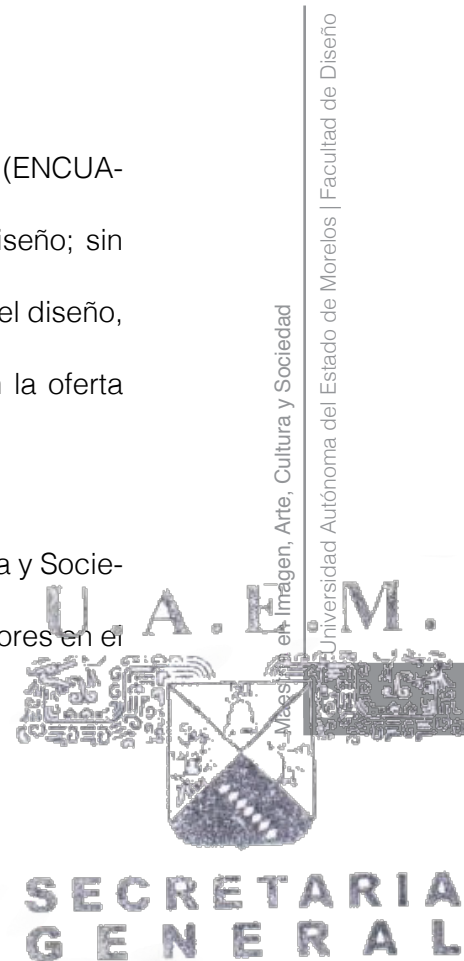 (ENCUA-
iseño; sin
el diseño,
la oferta
a y Socie-
ores en el
Maestría en Imagen, Arte, Cultura y Sociedad
Universidad Autónoma del Estado de Morelos | Facultad de Diseño
U.A.E.M.
SECRETARIA
GENERAL